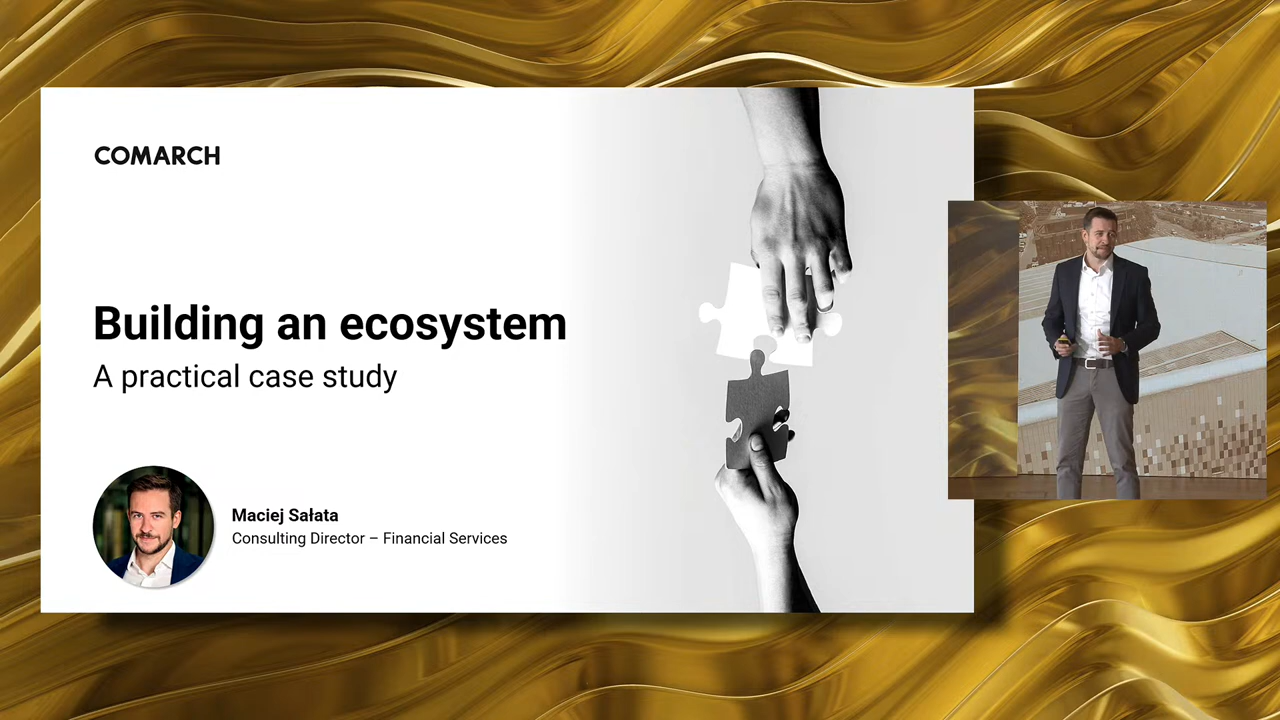 COMARCH
Building an ecosystem
A practical case study
Maciej Sałata
Consulting Director – Financial Services